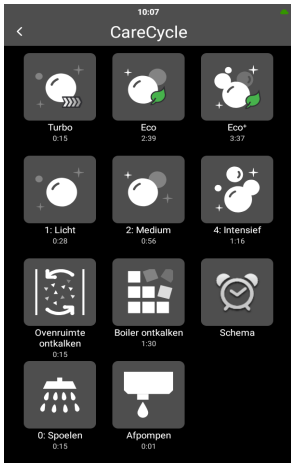 10:07
CareCycle
Turbo
0:15
Eco
2:39
Eco⁺
3:37
1: Licht
0:28
2: Medium
0:56
4: Intensief
1:16
Ovenruimte
ontkalken
0:15
Boiler ontkalken
1:30
Schema
0: Spoelen
0:15
Afpompen
0:01